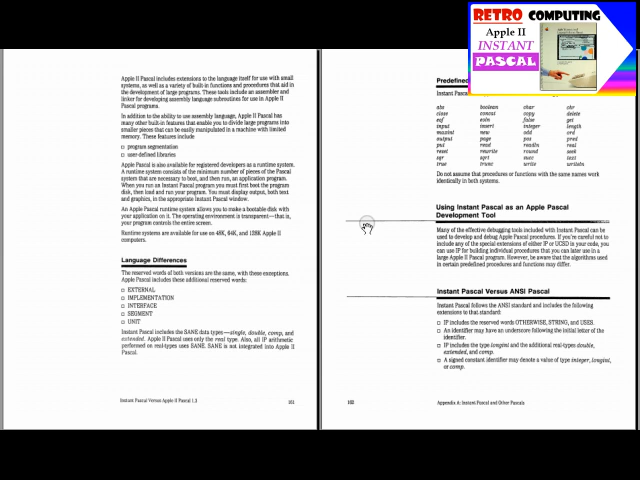 RETRO COMPUTING
Apple II
INSTANT
PASCAL
Apple II Pascal includes extensions to the language itself for use with small
systems, as well as a variety of built-in functions and procedures that aid in
the development of large programs. These tools include an assembler and
linker for developing assembly language subroutines for use in Apple II
Pascal programs.
In addition to the ability to use assembly language, Apple II Pascal has
many other built-in features that enable you to divide large programs into
smaller pieces that can be easily manipulated in a machine with limited
memory. These features include
□ program segmentation
□ user-defined libraries
Apple II Pascal is also available for registered developers as a runtime system.
A runtime system consists of the minimum number of pieces of the Pascal
system that are necessary to boot, and then run, an application program.
When you run an Instant Pascal program you must first boot the program
disk, then load and run your program. You must display output, both text
and graphics, in the appropriate Instant Pascal window.
An Apple Pascal runtime system allows you to make a bootable disk with
your application on it. The operating environment is transparent—that is,
your program controls the entire screen.
Runtime systems are available for use on 48K, 64K, and 128K Apple II
computers.
Language Differences
The reserved words of both versions are the same, with these exceptions.
Apple II Pascal includes these additional reserved words:
□ EXTERNAL
□ IMPLEMENTATION
□ INTERFACE
□ SEGMENT
□ UNIT
Instant Pascal includes the SANE data types—single, double, comp, and
extended. Apple II Pascal uses only the real type. Also, all IP arithmetic
performed on real-types uses SANE. SANE is not integrated into Apple II
Pascal.
Instant Pascal Versus Apple II Pascal 1.3 101
Predefined
Instant Pascal
abs boolean char chr
close concat copy delete
eof eoln false get
input insert integer length
maxint new odd ord
output page pos pred
put read readln real
reset rewrite round seek
sqr sqrt succ text
true trunc write writeln
Do not assume that procedures or functions with the same names work
identically in both systems.
Using Instant Pascal as an Apple Pascal
Development Tool
Many of the effective debugging tools included with Instant Pascal can be
used to develop and debug Apple Pascal procedures. If you're careful not to
include any of the special extensions of either IP or UCSD in your code, you
can use IP for building individual procedures that you can later use in a
large Apple II Pascal program. However, be aware that the algorithms used
in certain predefined procedures and functions may differ.
Instant Pascal Versus ANSI Pascal
Instant Pascal follows the ANSI standard and includes the following
extensions to that standard:
□ IP includes the reserved words OTHERWISE, STRING, and USES.
□ An identifier may have an underscore following the initial letter of the
identifier.
□ IP includes the type longint and the additional real-types double,
extended, and comp.
□ A signed constant identifier may denote a value of type integer, longint,
or comp.
102 Appendix A: Instant Pascal and Other Pascals